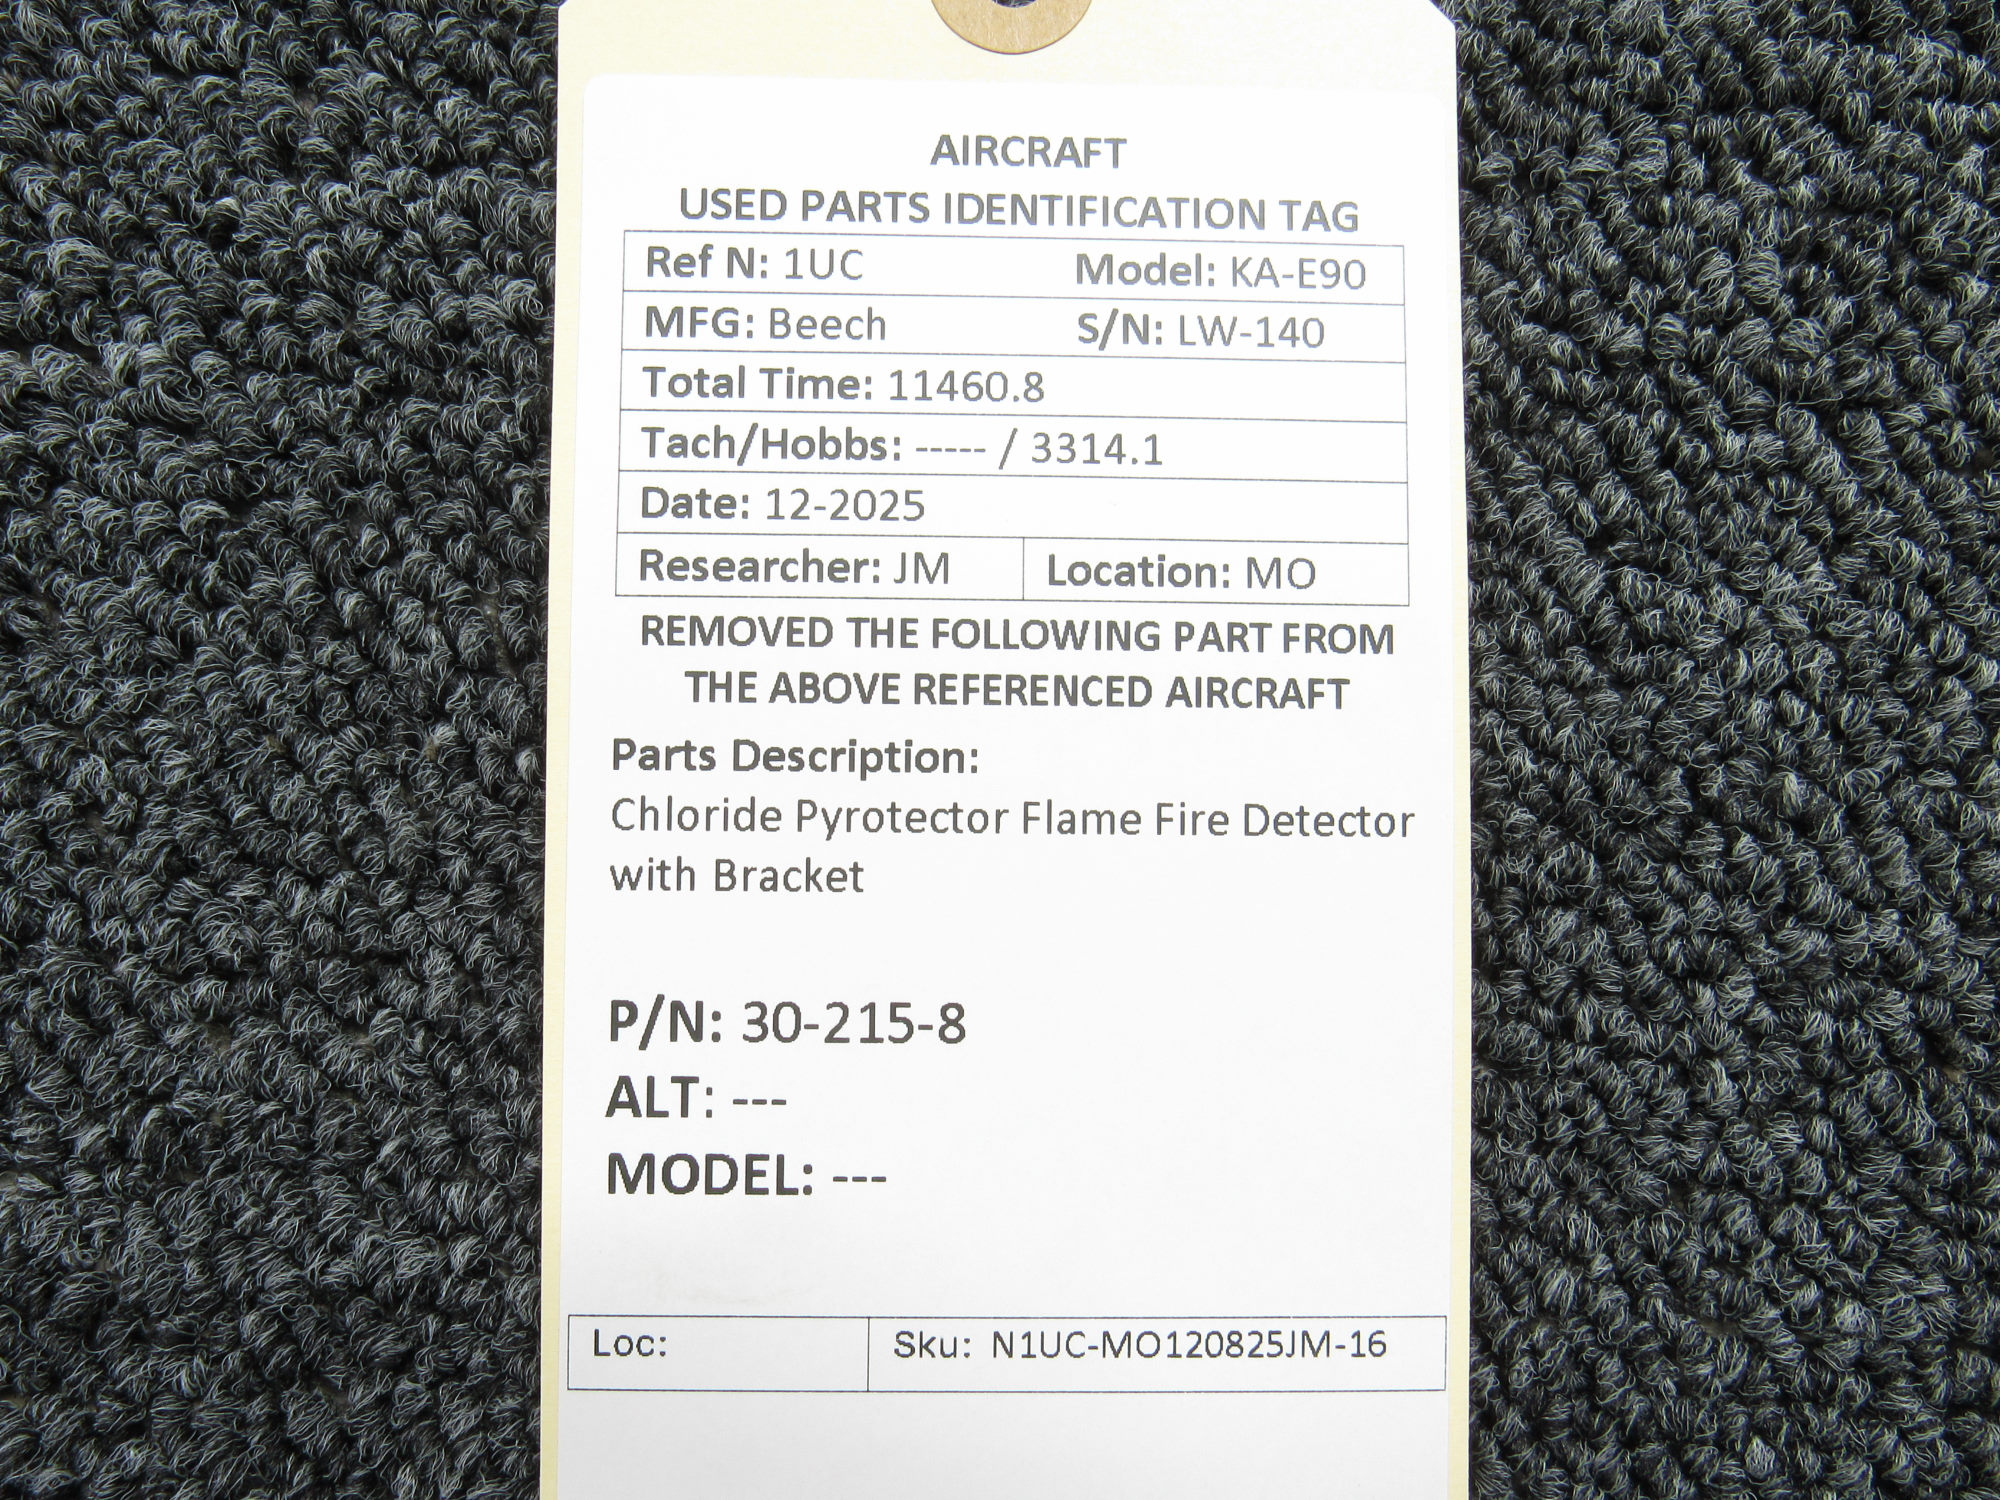 AIRCRAFT
USED PARTS IDENTIFICATION TAG
Ref N: 1UC Model: KA-E90
MFG: Beech S/N: LW-140
Total Time: 11460.8
Tach/Hobbs: ----- / 3314.1
Date: 12-2025
Researcher: JM Location: MO
REMOVED THE FOLLOWING PART FROM
THE ABOVE REFERENCED AIRCRAFT
Parts Description:
Chloride Pyrotector Flame Fire Detector
with Bracket
P/N: 30-215-8
ALT: ---
MODEL: ---
Loc: Sku: N1UC-MO120825JM-16